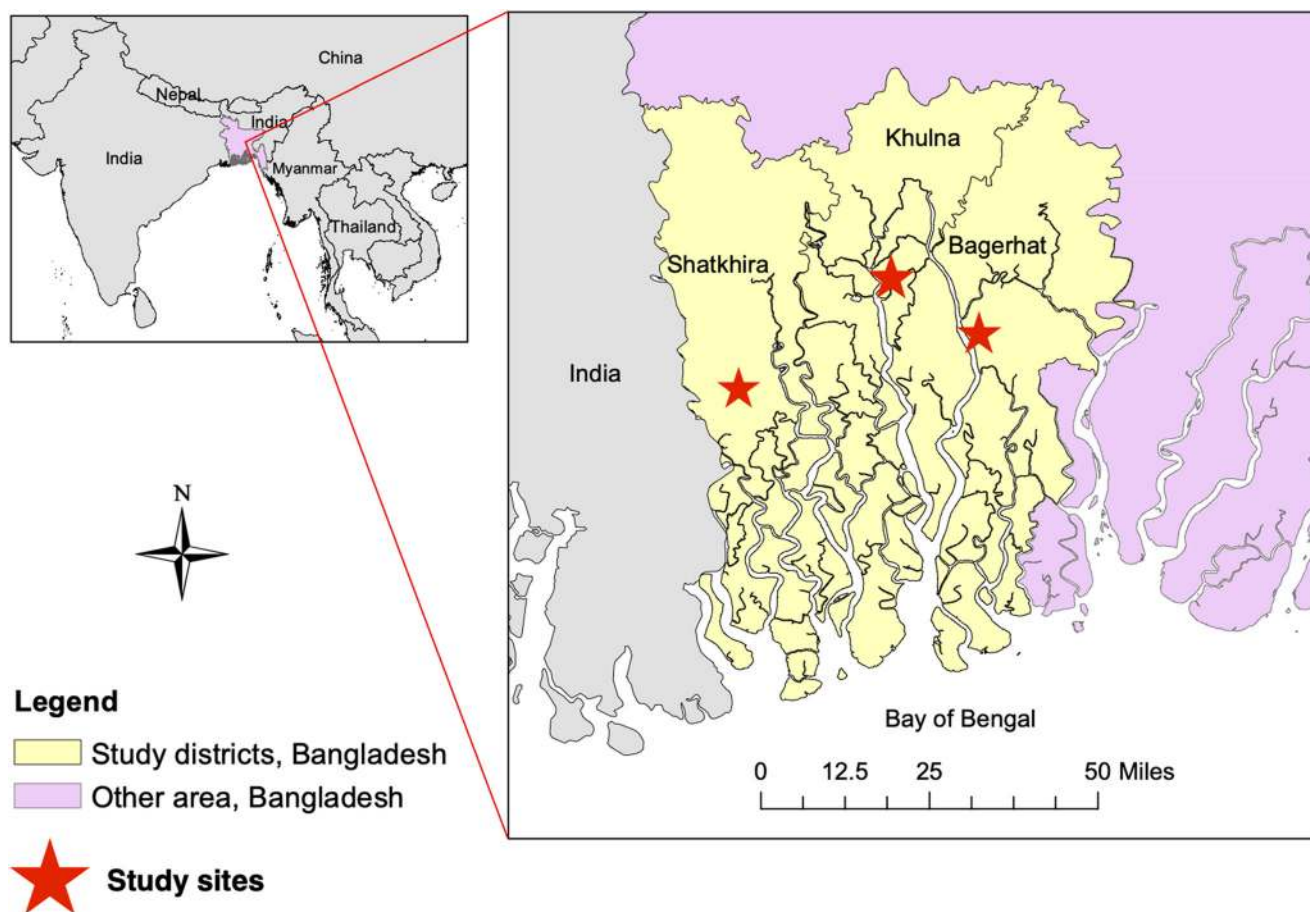 China
Nepal
India
India
Myanmar
Thailand
Khulna
Bagerhat
Shatkhira
India
Bay of Bengal
0 12.5 25 50 Miles
N
Legend
Study districts, Bangladesh
Other area, Bangladesh
Study sites